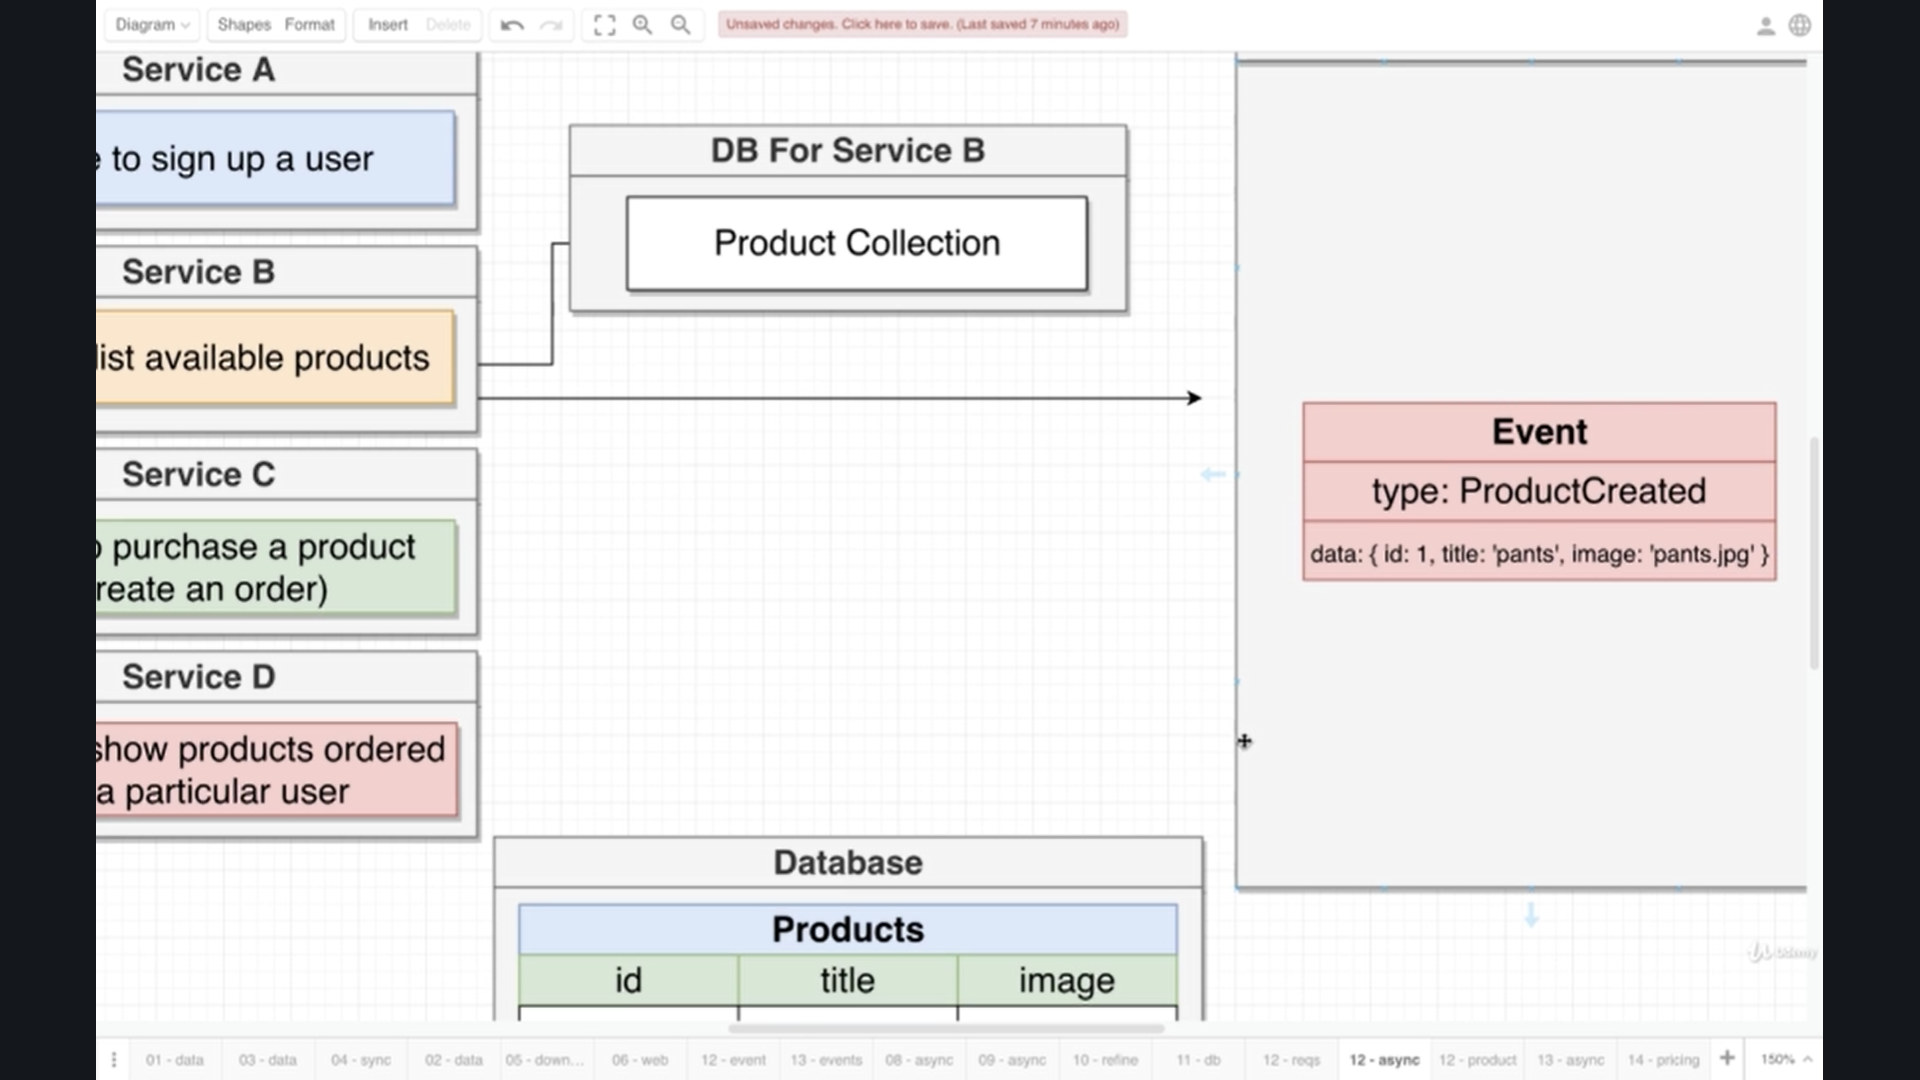 Diagram
Shapes
Format
Insert
Delete
Unsaved changes. Click here to save. (Last saved 7 minutes ago)
Service A
to sign up a user
Service B
list available products
Service C
purchase a product
reate an order)
Service D
show products ordered
a particular user
DB For Service B
Product Collection
Event
type: ProductCreated
data: { id: 1, title: 'pants', image: 'pants.jpg' }
Database
Products
id title image
Udemy
01 - data
03 - data
04 - sync
02 - data
05 - down...
06 - web
12 - event
13 - events
08 - async
09 - async
10 - refine
11 - db
12 - reqs
12 - async
12 - product
13 - async
14 - pricing
150%